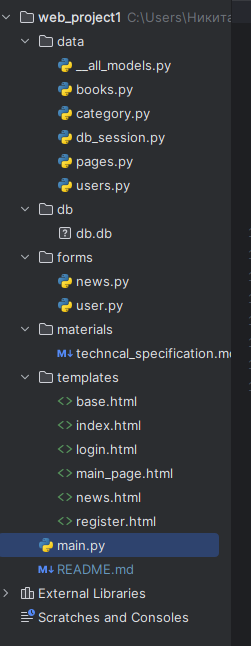 web_project1 C:\Users\Никита
data
__all_models.py
books.py
category.py
db_session.py
pages.py
users.py
db
db.db
forms
news.py
user.py
materials
M↓ techncal_specification.m
templates
<> base.html
<> index.html
<> login.html
<> main_page.html
<> news.html
<> register.html
main.py
M↓ README.md
External Libraries
Scratches and Consoles